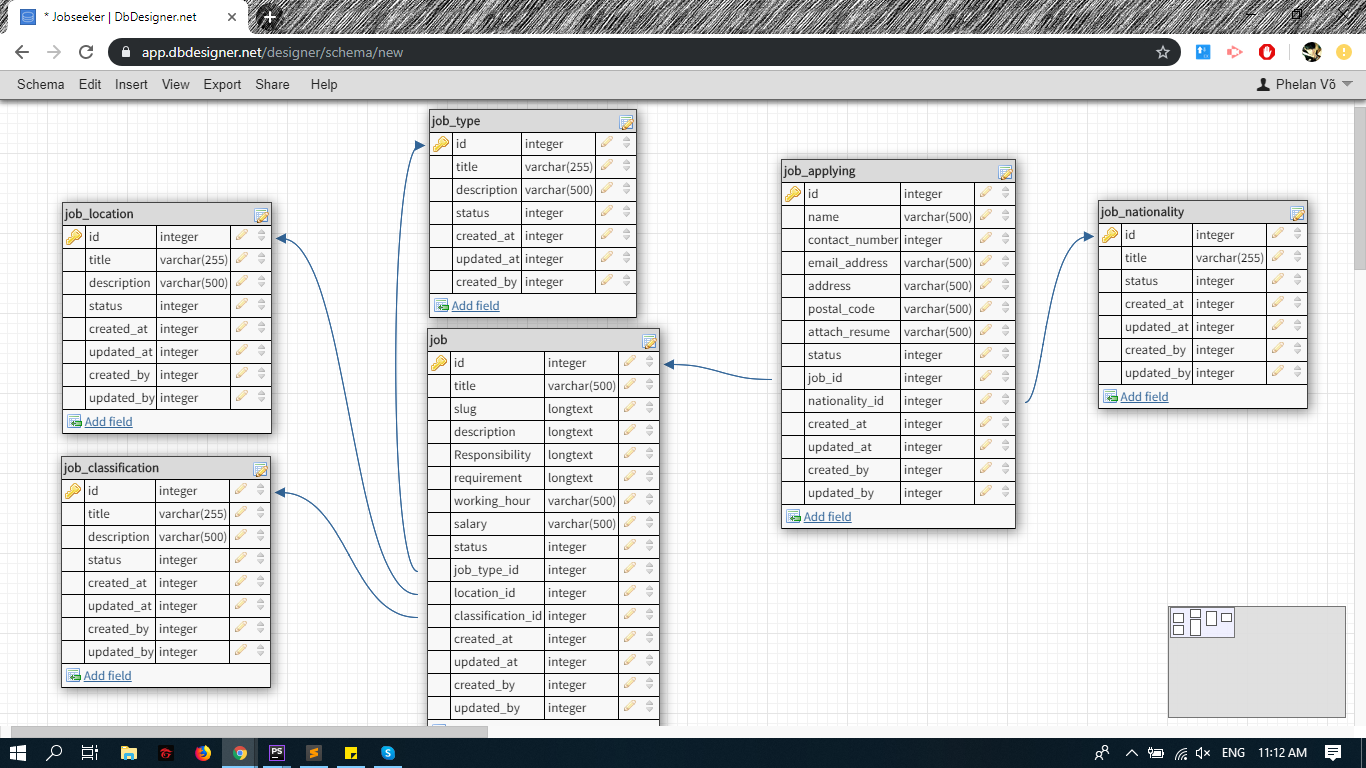 * Jobseeker | DbDesigner.net
app.dbdesigner.net/designer/schema/new
Schema Edit Insert View Export Share Help Phelan Võ
job_type
id integer
title varchar(255)
description varchar(500)
status integer
created_at integer
updated_at integer
created_by integer
Add field
job_location
id integer
title varchar(255)
description varchar(500)
status integer
created_at integer
updated_at integer
created_by integer
updated_by integer
Add field
job_classification
id integer
title varchar(255)
description varchar(500)
status integer
created_at integer
updated_at integer
created_by integer
updated_by integer
Add field
job
id integer
title varchar(500)
slug longtext
description longtext
Responsibility longtext
requirement longtext
working_hour varchar(500)
salary varchar(500)
status integer
job_type_id integer
location_id integer
classification_id integer
created_at integer
updated_at integer
created_by integer
updated_by integer
job_applying
id integer
name varchar(500)
contact_number integer
email_address varchar(500)
address varchar(500)
postal_code varchar(500)
attach_resume varchar(500)
status integer
job_id integer
nationality_id integer
created_at integer
updated_at integer
created_by integer
updated_by integer
Add field
job_nationality
id integer
title varchar(255)
status integer
created_at integer
updated_at integer
created_by integer
updated_by integer
Add field
PS
S
ENG 11:12 AM